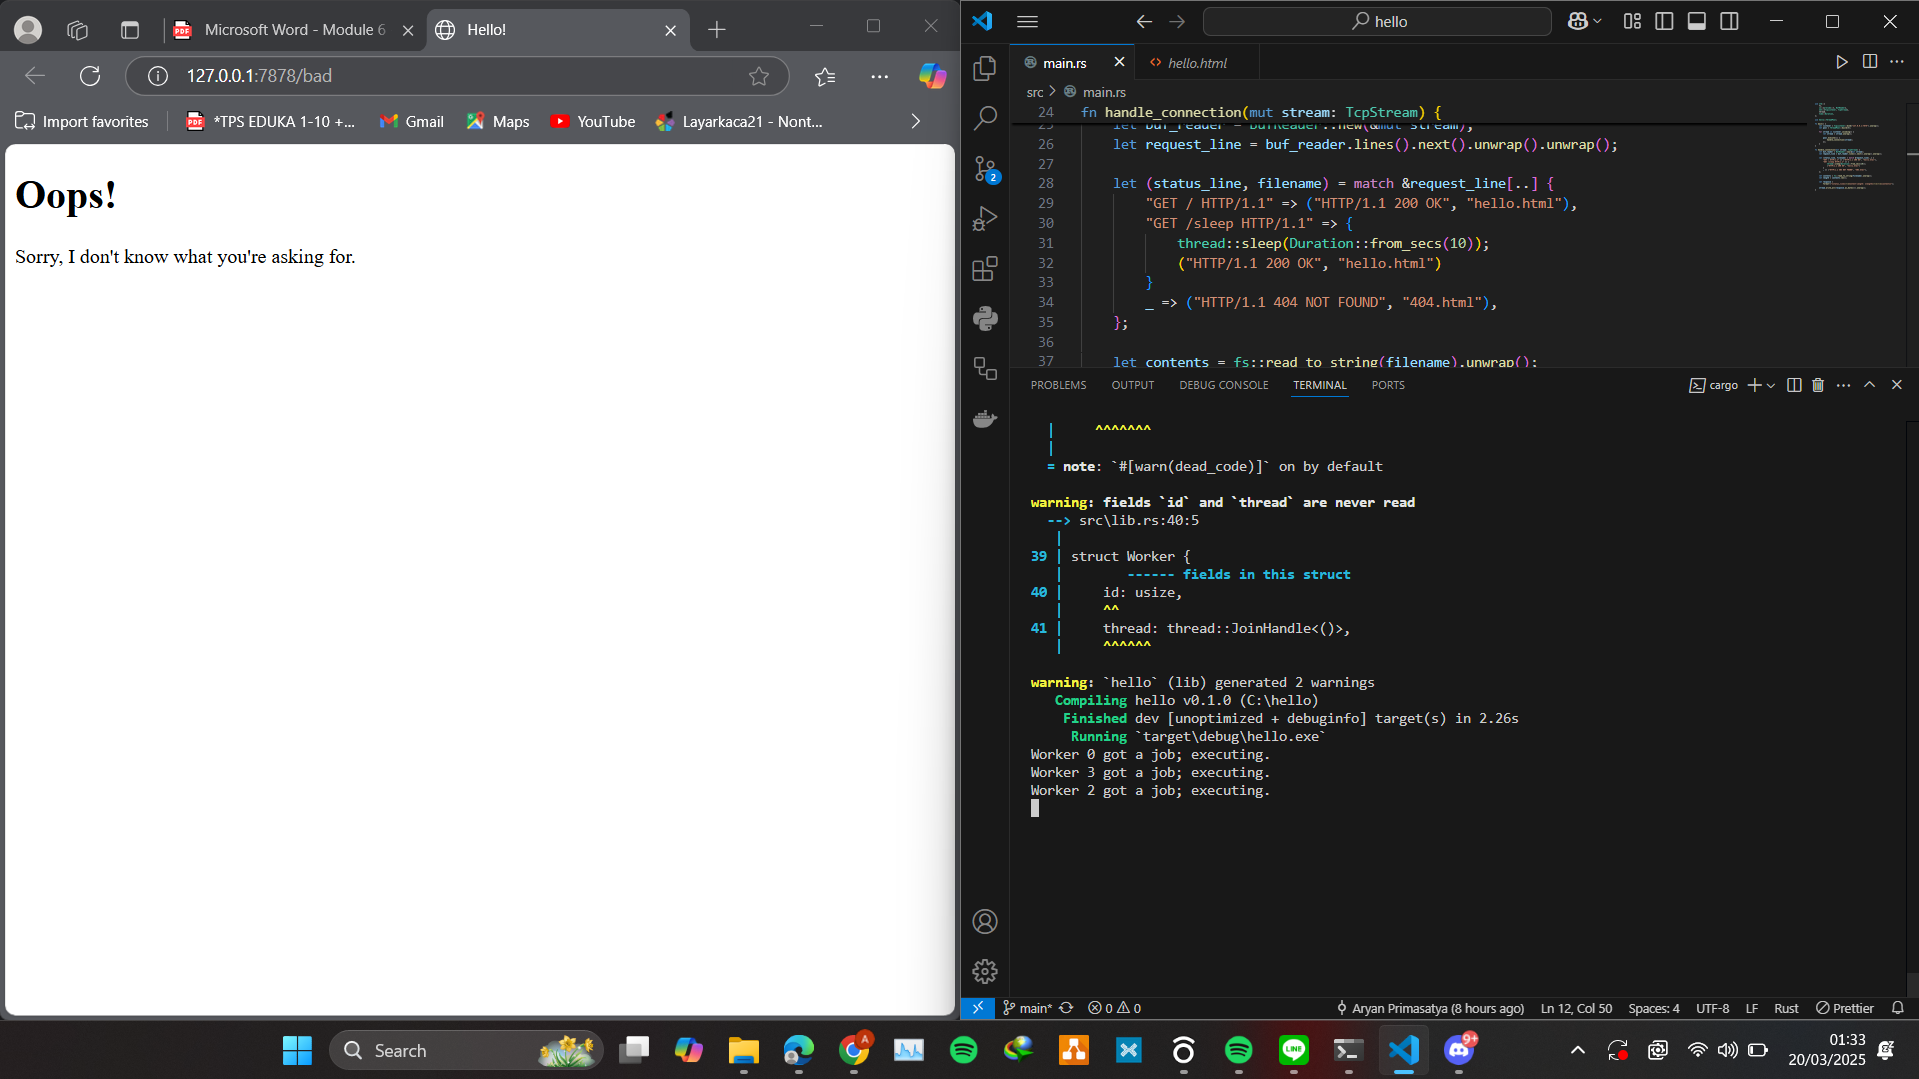 Microsoft Word - Module 6
Hello!
127.0.0.1:7878/bad
Import favorites
*TPS EDUKA 1-10 +...
Gmail
Maps
YouTube
Layarkaca21 - Nont...
Oops!
Sorry, I don't know what you're asking for.
hello
main.rs
hello.html
src > main.rs
24 fn handle_connection(mut stream: TcpStream) {
25 let buf_reader = BufReader::new(&mut stream);
26 let request_line = buf_reader.lines().next().unwrap().unwrap();
27
28 let (status_line, filename) = match &request_line[..] {
29 "GET / HTTP/1.1" => ("HTTP/1.1 200 OK", "hello.html"),
30 "GET /sleep HTTP/1.1" => {
31 thread::sleep(Duration::from_secs(10));
32 ("HTTP/1.1 200 OK", "hello.html")
33 }
34 _ => ("HTTP/1.1 404 NOT FOUND", "404.html"),
35 };
36
37 let contents = fs::read_to_string(filename).unwrap();
PROBLEMS OUTPUT DEBUG CONSOLE TERMINAL PORTS
cargo
| ^^^^^^^
|
= note: `#[warn(dead_code)]` on by default
warning: fields `id` and `thread` are never read
--> src\lib.rs:40:5
|
39 | struct Worker {
| ------ fields in this struct
40 | id: usize,
| ^^
41 | thread: thread::JoinHandle<()>,
| ^^^^^^
warning: `hello` (lib) generated 2 warnings
Compiling hello v0.1.0 (C:\hello)
Finished dev [unoptimized + debuginfo] target(s) in 2.26s
Running `target\debug\hello.exe`
Worker 0 got a job; executing.
Worker 3 got a job; executing.
Worker 2 got a job; executing.
2
main*
0 0
Aryan Primasatya (8 hours ago)
Ln 12, Col 50
Spaces: 4
UTF-8
LF
Rust
Prettier
Search
A
LINE
9+
01:33
20/03/2025